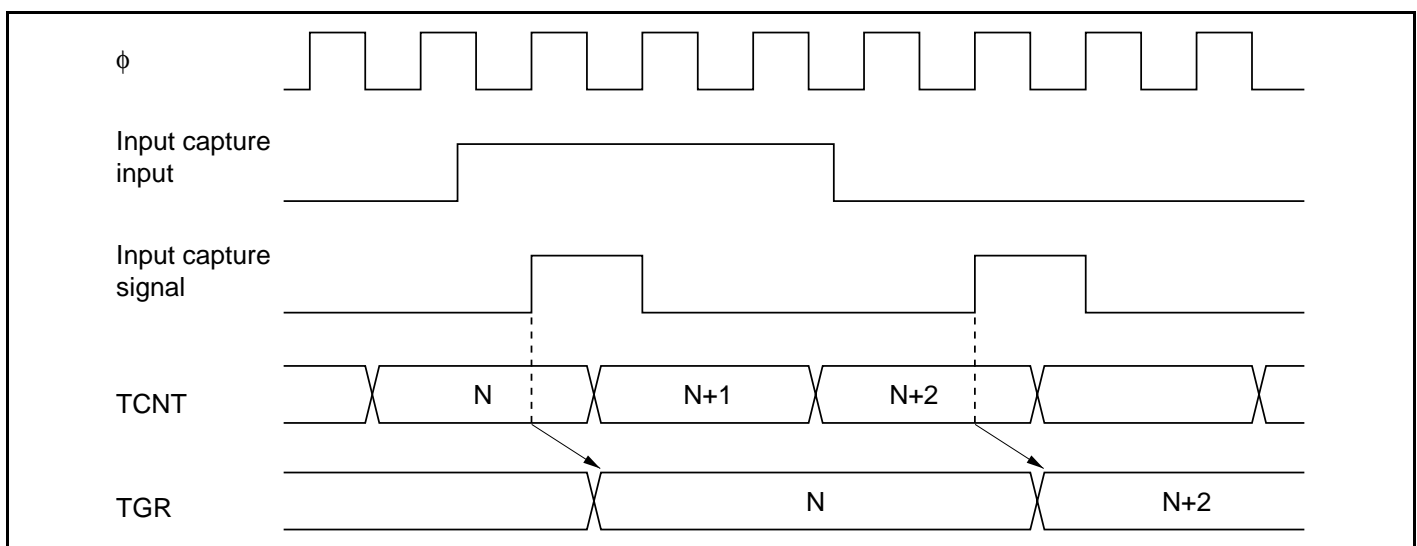 ϕ
Input capture
input
Input capture
signal
TCNT
N
N+1
N+2
TGR
N
N+2